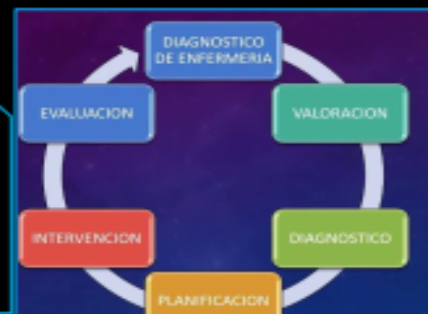 DIAGNOSTICO
DE ENFERMERIA
EVALUACION
VALORACION
INTERVENCION
DIAGNOSTICO
PLANIFICACION